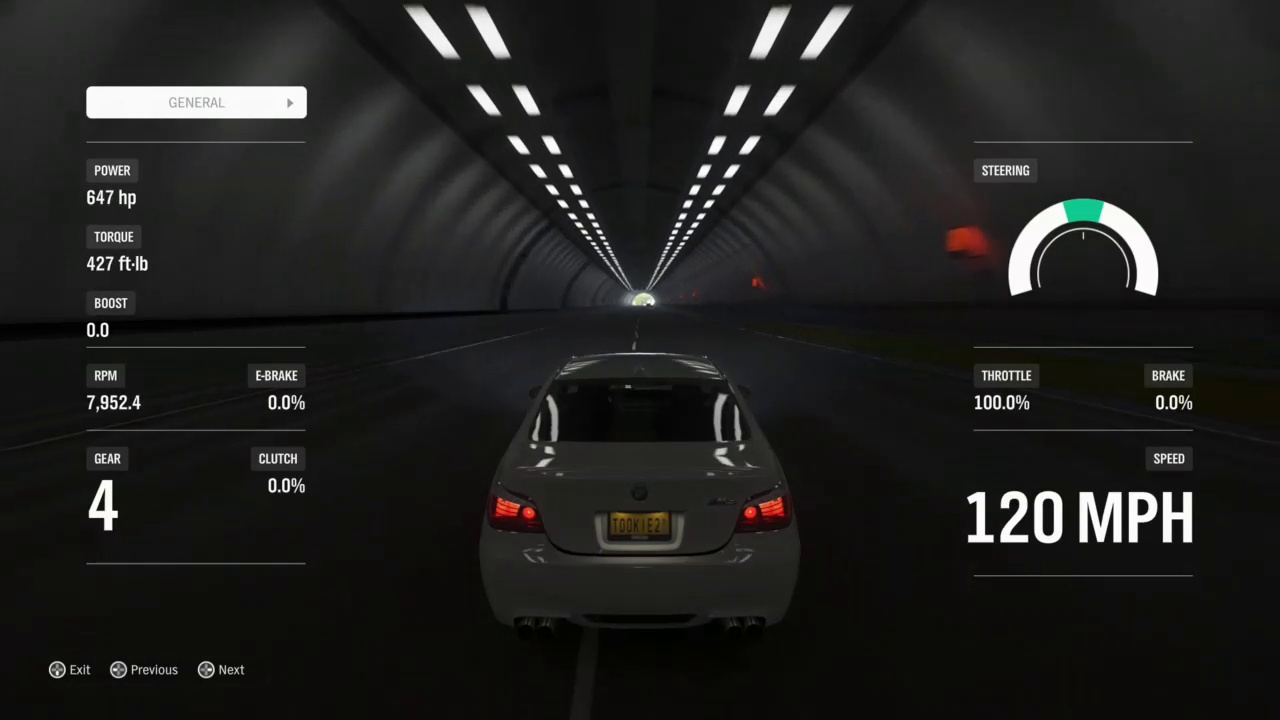 GENERAL
POWER
647 hp
TORQUE
427 ft·lb
BOOST
0.0
RPM
E-BRAKE
7,952.4
0.0%
GEAR
CLUTCH
4
0.0%
STEERING
THROTTLE
BRAKE
100.0%
0.0%
SPEED
120 MPH
TOOKIE2
Exit
Previous
Next